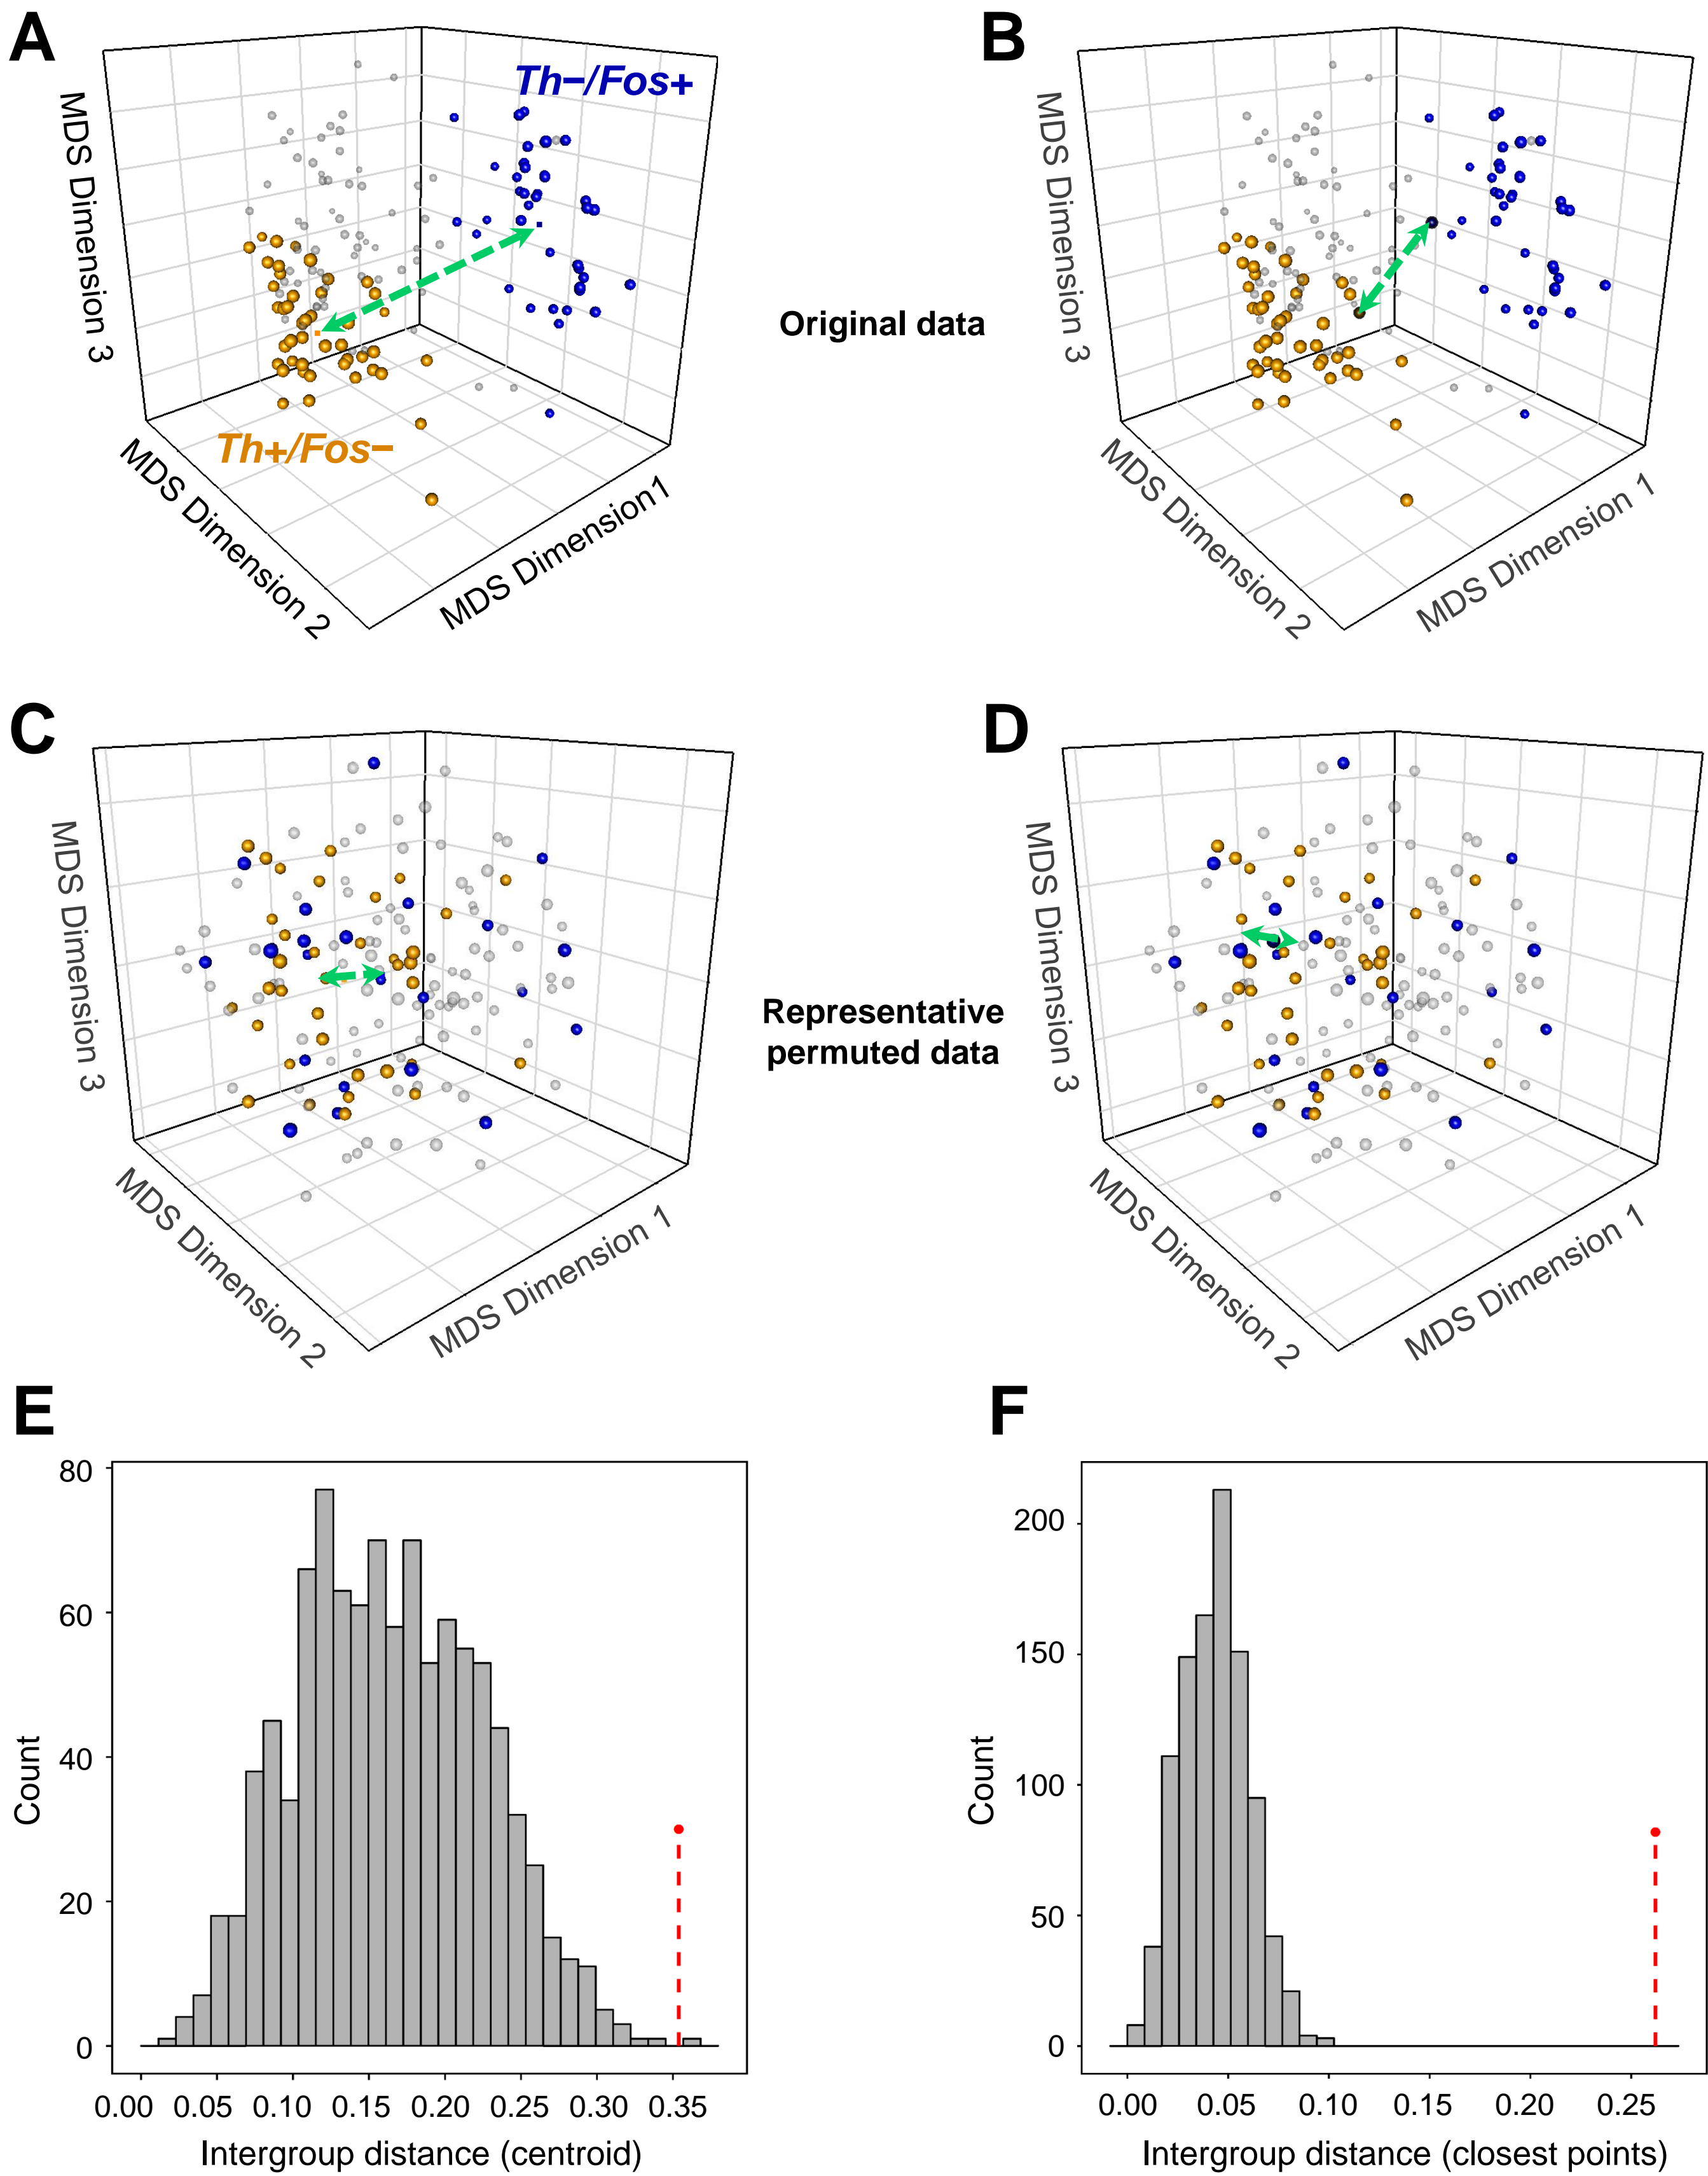 A
B
Th−/Fos+
MDS Dimension 3
MDS Dimension 3
Original data
Th+/Fos−
MDS Dimension 2
MDS Dimension1
MDS Dimension 2
MDS Dimension 1
C
D
MDS Dimension 3
MDS Dimension 3
Representative
permuted data
MDS Dimension 2
MDS Dimension 1
MDS Dimension 2
MDS Dimension 1
E
F
80
60
40
20
0
Count
0.00 0.05 0.10 0.15 0.20 0.25 0.30 0.35
Intergroup distance (centroid)
200
150
100
50
0
Count
0.00 0.05 0.10 0.15 0.20 0.25
Intergroup distance (closest points)